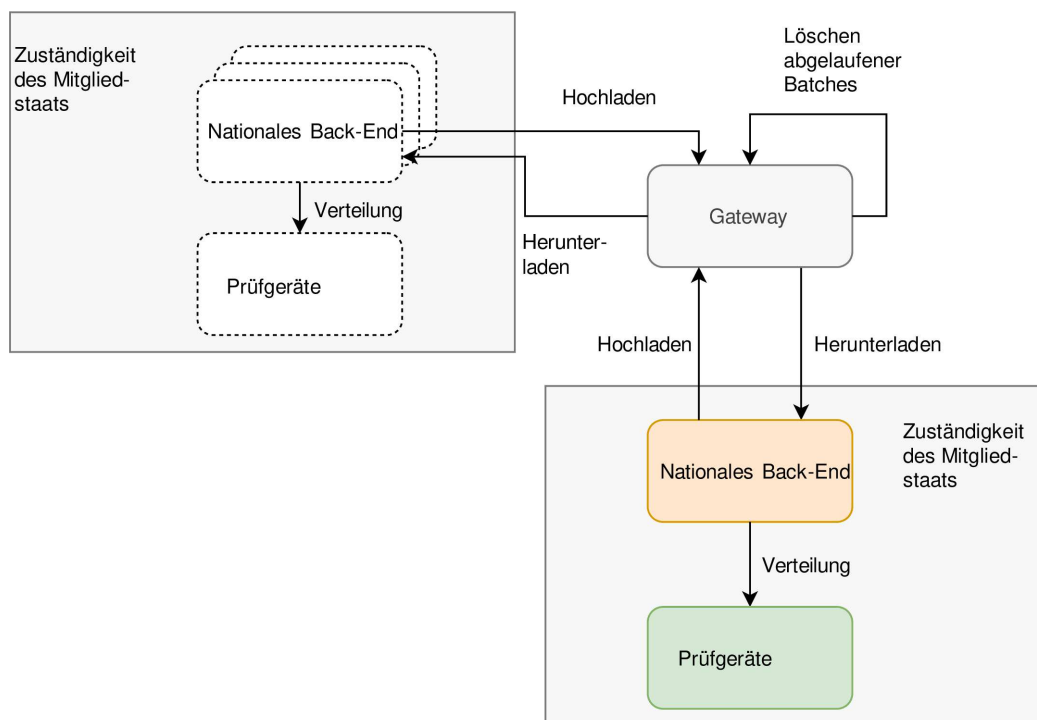 Zuständigkeit
des Mitglied-
staats
Nationales Back-End
Verteilung
Prüfgeräte
Hochladen
Herunter-
laden
Löschen
abgelaufener
Batches
Gateway
Hochladen
Herunterladen
Nationales Back-End
Zuständigkeit
des Mitglied-
staats
Verteilung
Prüfgeräte